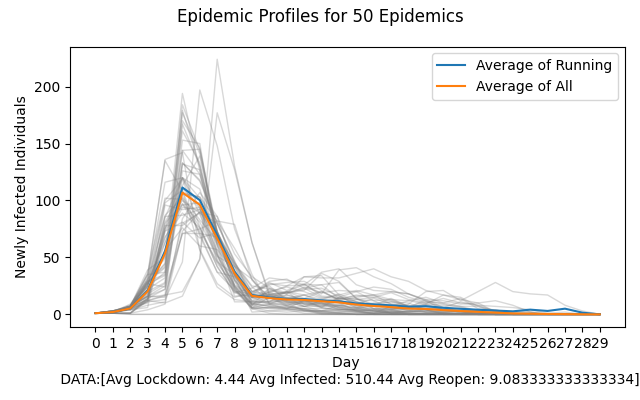 Epidemic Profiles for 50 Epidemics
Average of Running
Average of All
Newly Infected Individuals
200
150
100
50
0
0 1 2 3 4 5 6 7 8 9 10 11 12 13 14 15 16 17 18 19 20 21 22 23 24 25 26 27 28 29
Day
DATA:[Avg Lockdown: 4.44 Avg Infected: 510.44 Avg Reopen: 9.083333333333334]